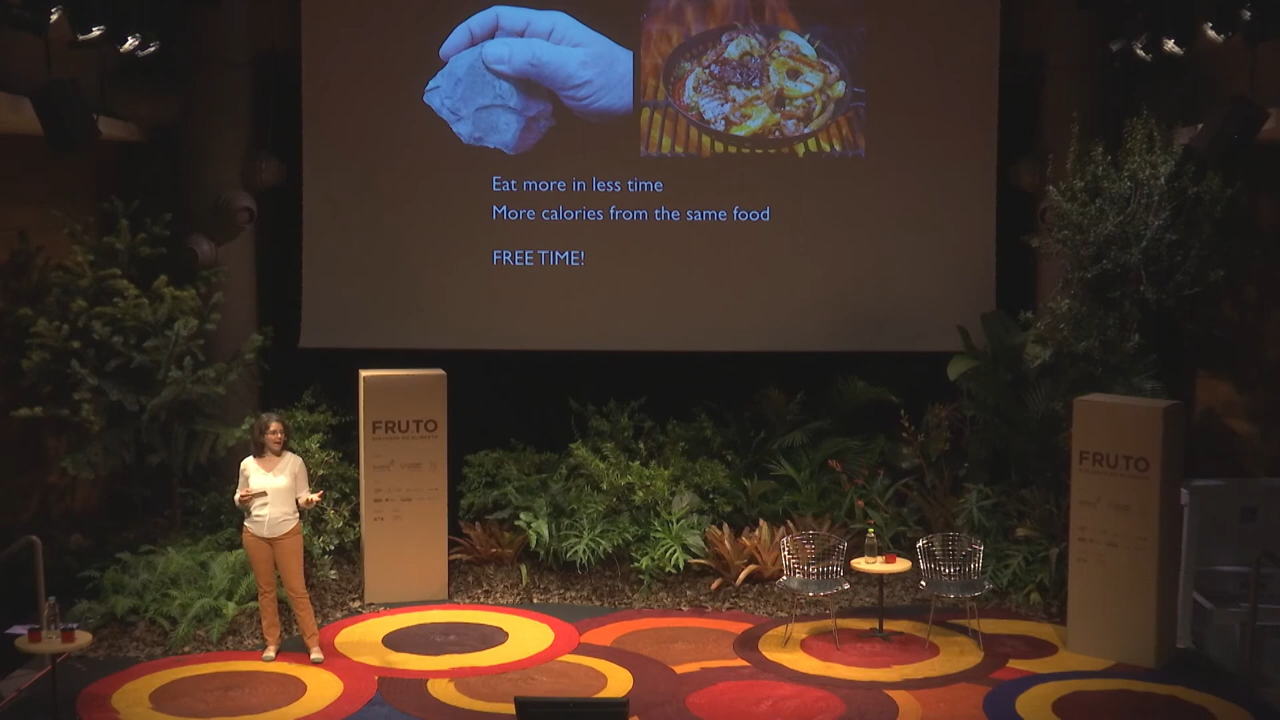 Eat more in less time
More calories from the same food
FREE TIME!
FRUTO
FRUTO